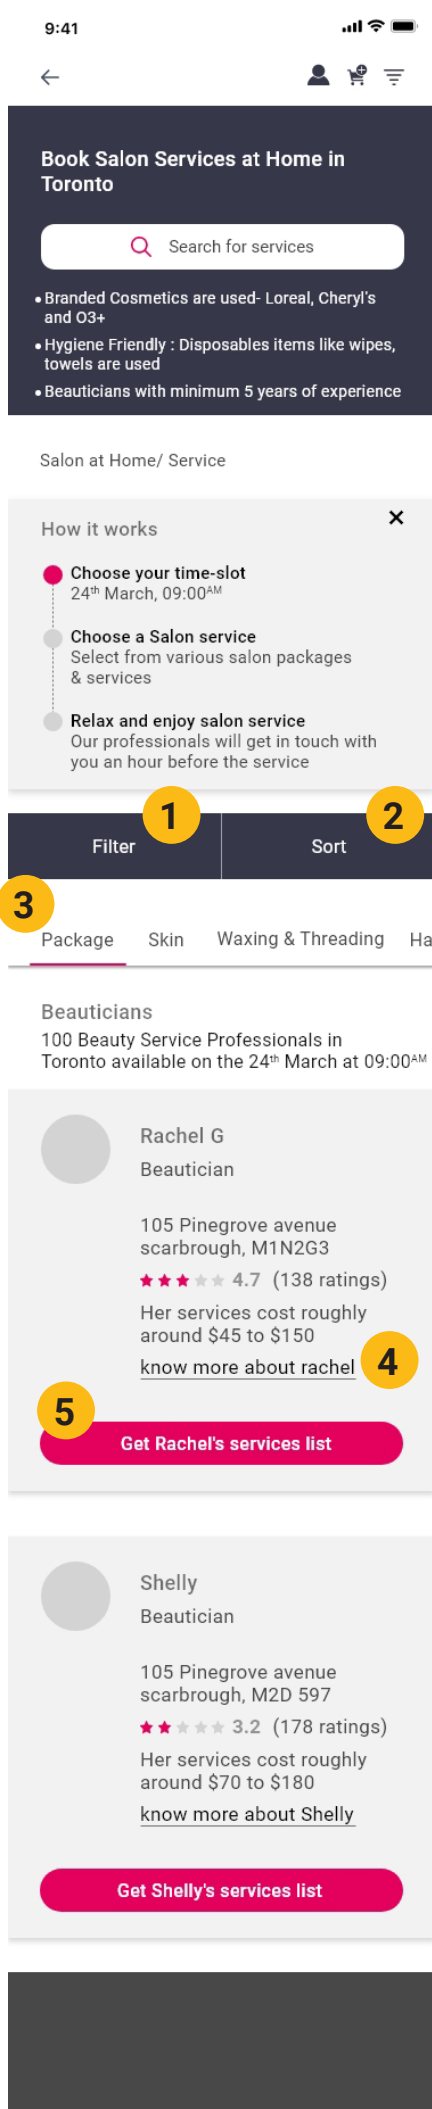 9:41
Book Salon Services at Home in
Toronto
Search for services
• Branded Cosmetics are used- Loreal, Cheryl's
and O3+
• Hygiene Friendly : Disposables items like wipes,
towels are used
• Beauticians with minimum 5 years of experience
Salon at Home/ Service
How it works
Choose your time-slot
24th March, 09:00AM
Choose a Salon service
Select from various salon packages
& services
Relax and enjoy salon service
Our professionals will get in touch with
you an hour before the service
1
2
Filter
Sort
3
Package
Skin
Waxing & Threading
Ha
Beauticians
100 Beauty Service Professionals in
Toronto available on the 24th March at 09:00AM
Rachel G
Beautician
105 Pinegrove avenue
scarbrough, M1N2G3
4.7 (138 ratings)
Her services cost roughly
around $45 to $150
know more about rachel
4
5
Get Rachel's services list
Shelly
Beautician
105 Pinegrove avenue
scarbrough, M2D 597
3.2 (178 ratings)
Her services cost roughly
around $70 to $180
know more about Shelly
Get Shelly's services list